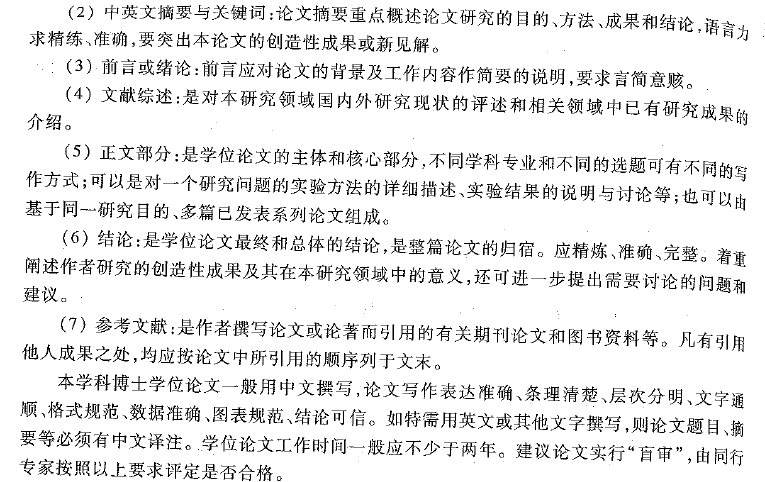 (2) 中英文摘要与关键词:论文摘要重点概述论文研究的目的、方法、成果和结论,语言力
求精练、准确,要突出本论文的创造性成果或新见解。
(3) 前言或绪论:前言应对论文的背景及工作内容作简要的说明,要求言简意赅。
(4) 文献综述:是对本研究领域国内外研究现状的评述和相关领域中已有研究成果的
介绍。
(5) 正文部分:是学位论文的主体和核心部分,不同学科专业和不同的选题可有不同的写
作方式;可以是对一个研究问题的实验方法的详细描述、实验结果的说明与讨论等;也可以由
基于同一研究目的、多篇已发表系列论文组成。
(6) 结论:是学位论文最终和总体的结论,是整篇论文的归宿。应精炼、准确、完整。着重
阐述作者研究的创造性成果及其在本研究领域中的意义,还可进一步提出需要讨论的问题和
建议。
(7) 参考文献:是作者撰写论文或论著而引用的有关期刊论文和图书资料等。凡有引用
他人成果之处,均应按论文中所引用的顺序列于文末。
本学科博士学位论文一般用中文撰写,论文写作表达准确、条理清楚、层次分明、文字通
顺、格式规范、数据准确、图表规范、结论可信。如特需用英文或其他文字撰写,则论文题目、摘
要等必须有中文译注。学位论文工作时间一般应不少于两年。建议论文实行“盲审”,由同行
专家按照以上要求评定是否合格。